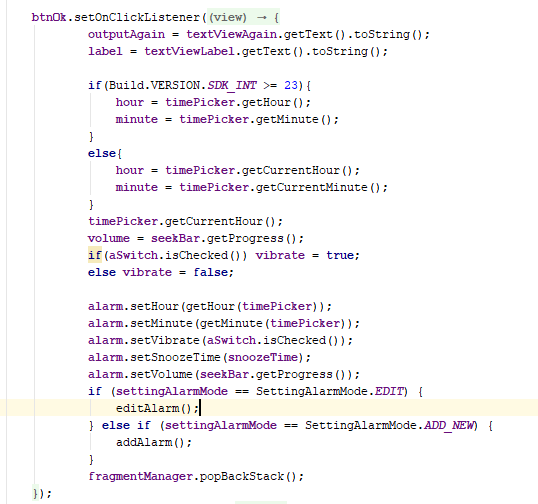 btnOk.setOnClickListener((view) → {
outputAgain = textViewAgain.getText().toString();
label = textViewLabel.getText().toString();
if(Build.VERSION.SDK_INT >= 23){
hour = timePicker.getHour();
minute = timePicker.getMinute();
}
else{
hour = timePicker.getCurrentHour();
minute = timePicker.getCurrentMinute();
}
timePicker.getCurrentHour();
volume = seekBar.getProgress();
if(aSwitch.isChecked()) vibrate = true;
else vibrate = false;
alarm.setHour(getHour(timePicker));
alarm.setMinute(getMinute(timePicker));
alarm.setVibrate(aSwitch.isChecked());
alarm.setSnoozeTime(snoozeTime);
alarm.setVolume(seekBar.getProgress());
if (settingAlarmMode == SettingAlarmMode.EDIT) {
editAlarm();
} else if (settingAlarmMode == SettingAlarmMode.ADD_NEW) {
addAlarm();
}
fragmentManager.popBackStack();
});